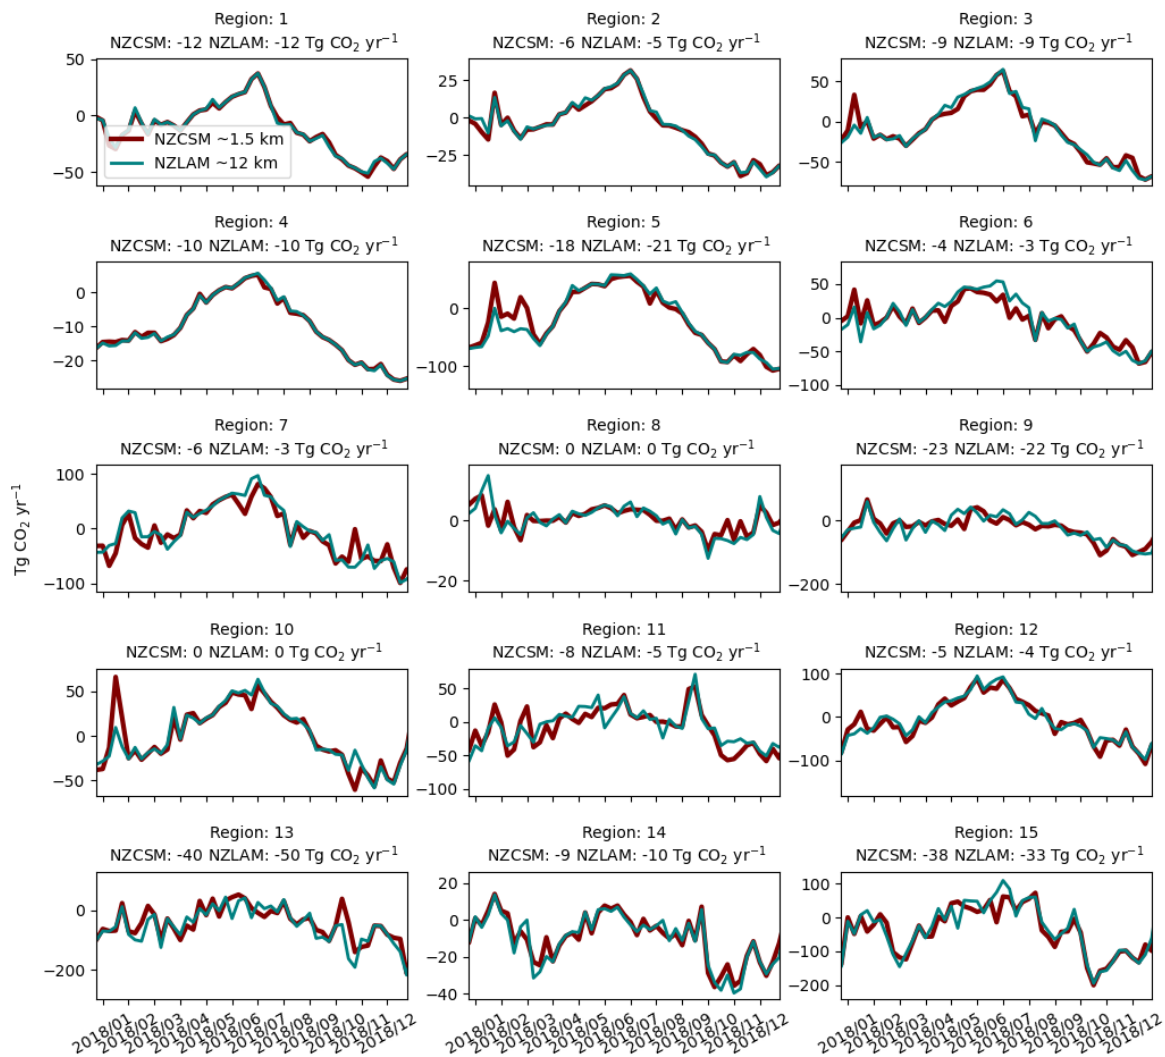 Region: 1
NZCSM: -12 NZLAM: -12 Tg CO₂ yr⁻¹
Region: 2
NZCSM: -6 NZLAM: -5 Tg CO₂ yr⁻¹
Region: 3
NZCSM: -9 NZLAM: -9 Tg CO₂ yr⁻¹
50
0
−50
NZCSM ~1.5 km
NZLAM ~12 km
25
0
−25
50
0
−50
Region: 4
NZCSM: -10 NZLAM: -10 Tg CO₂ yr⁻¹
Region: 5
NZCSM: -18 NZLAM: -21 Tg CO₂ yr⁻¹
Region: 6
NZCSM: -4 NZLAM: -3 Tg CO₂ yr⁻¹
0
−10
−20
0
−100
50
0
−50
−100
Region: 7
NZCSM: -6 NZLAM: -3 Tg CO₂ yr⁻¹
Region: 8
NZCSM: 0 NZLAM: 0 Tg CO₂ yr⁻¹
Region: 9
NZCSM: -23 NZLAM: -22 Tg CO₂ yr⁻¹
Tg CO₂ yr⁻¹
100
0
−100
0
−20
0
−200
Region: 10
NZCSM: 0 NZLAM: 0 Tg CO₂ yr⁻¹
Region: 11
NZCSM: -8 NZLAM: -5 Tg CO₂ yr⁻¹
Region: 12
NZCSM: -5 NZLAM: -4 Tg CO₂ yr⁻¹
50
0
−50
50
0
−50
−100
100
0
−100
Region: 13
NZCSM: -40 NZLAM: -50 Tg CO₂ yr⁻¹
Region: 14
NZCSM: -9 NZLAM: -10 Tg CO₂ yr⁻¹
Region: 15
NZCSM: -38 NZLAM: -33 Tg CO₂ yr⁻¹
0
−200
20
0
−20
−40
100
0
−100
−200
2018/01
2018/02
2018/03
2018/04
2018/05
2018/06
2018/07
2018/08
2018/09
2018/10
2018/11
2018/12
2018/01
2018/02
2018/03
2018/04
2018/05
2018/06
2018/07
2018/08
2018/09
2018/10
2018/11
2018/12
2018/01
2018/02
2018/03
2018/04
2018/05
2018/06
2018/07
2018/08
2018/09
2018/10
2018/11
2018/12